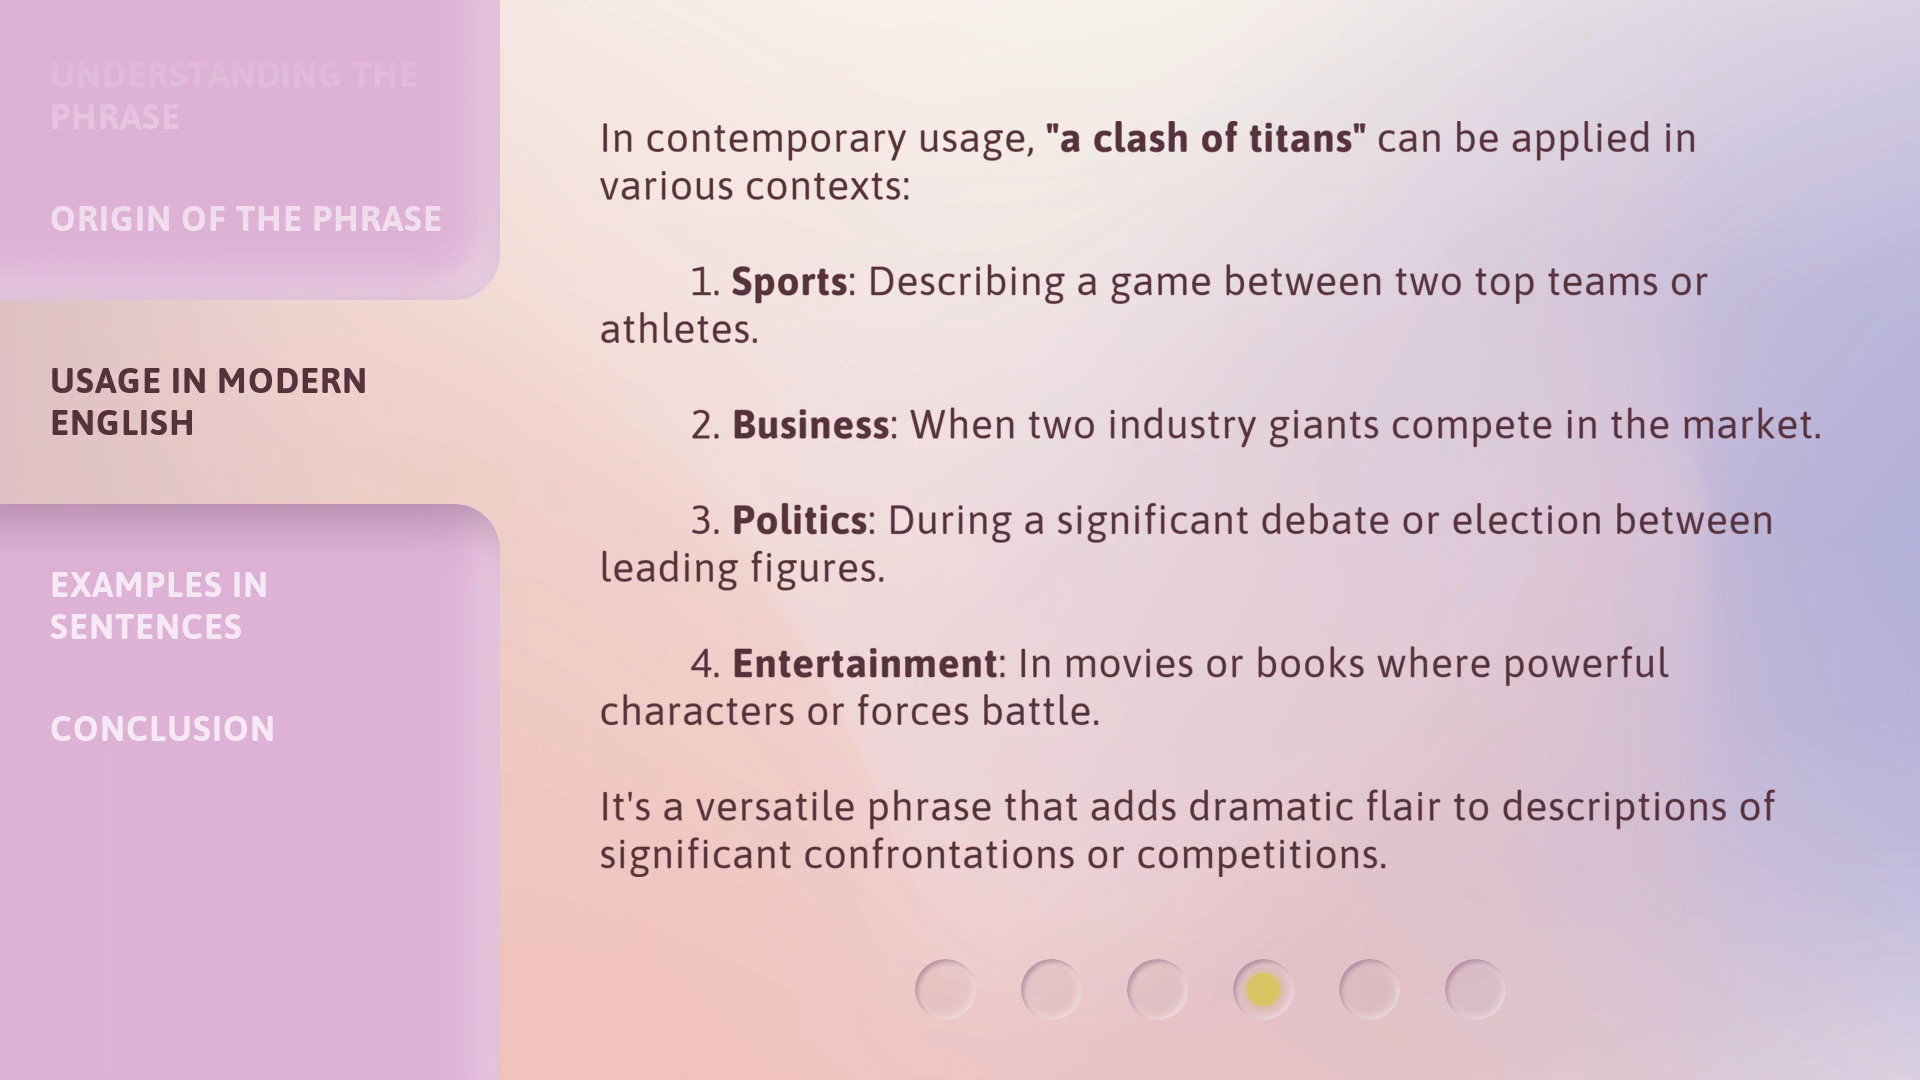 UNDERSTANDING THE
PHRASE
ORIGIN OF THE PHRASE
USAGE IN MODERN
ENGLISH
EXAMPLES IN
SENTENCES
CONCLUSION
In contemporary usage, "a clash of titans" can be applied in
various contexts:
1. Sports: Describing a game between two top teams or
athletes.
2. Business: When two industry giants compete in the market.
3. Politics: During a significant debate or election between
leading figures.
4. Entertainment: In movies or books where powerful
characters or forces battle.
It's a versatile phrase that adds dramatic flair to descriptions of
significant confrontations or competitions.